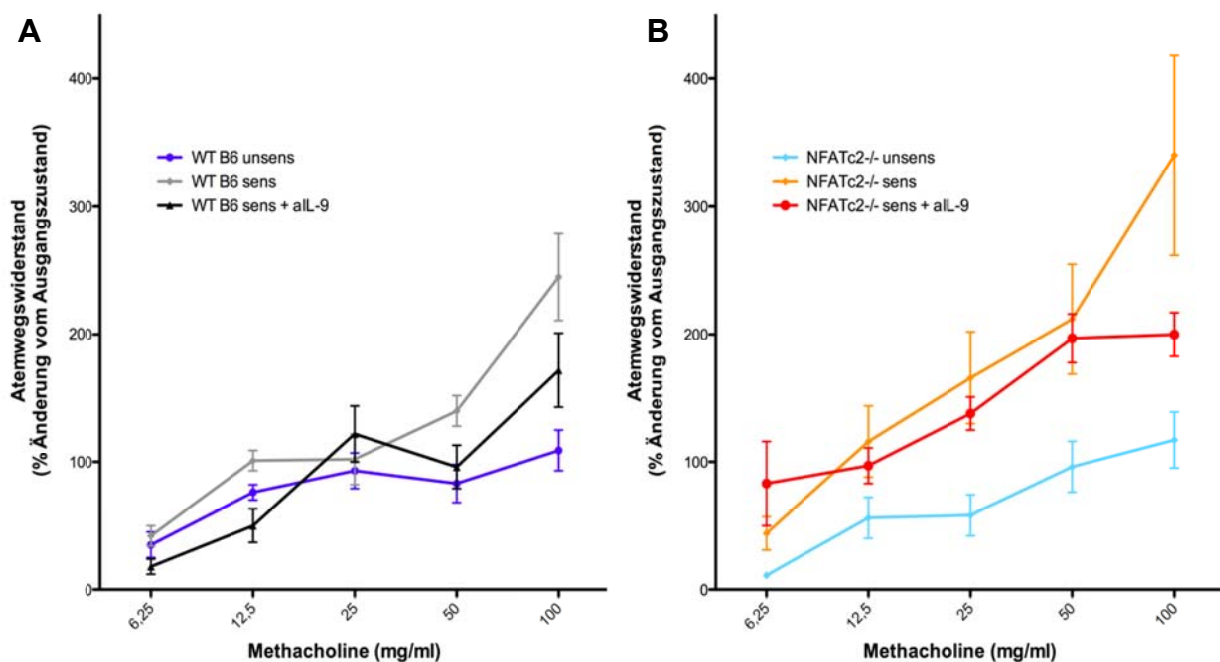 A
Atemwegswiderstand
(% Änderung vom Ausgangszustand)
400
300
200
100
0
WT B6 unsens
WT B6 sens
WT B6 sens + aIL-9
6,25
12,5
25
50
100
Methacholine (mg/ml)
B
Atemwegswiderstand
(% Änderung vom Ausgangszustand)
400
300
200
100
0
NFATc2-/- unsens
NFATc2-/- sens
NFATc2-/- sens + aIL-9
6,25
12,5
25
50
100
Methacholine (mg/ml)